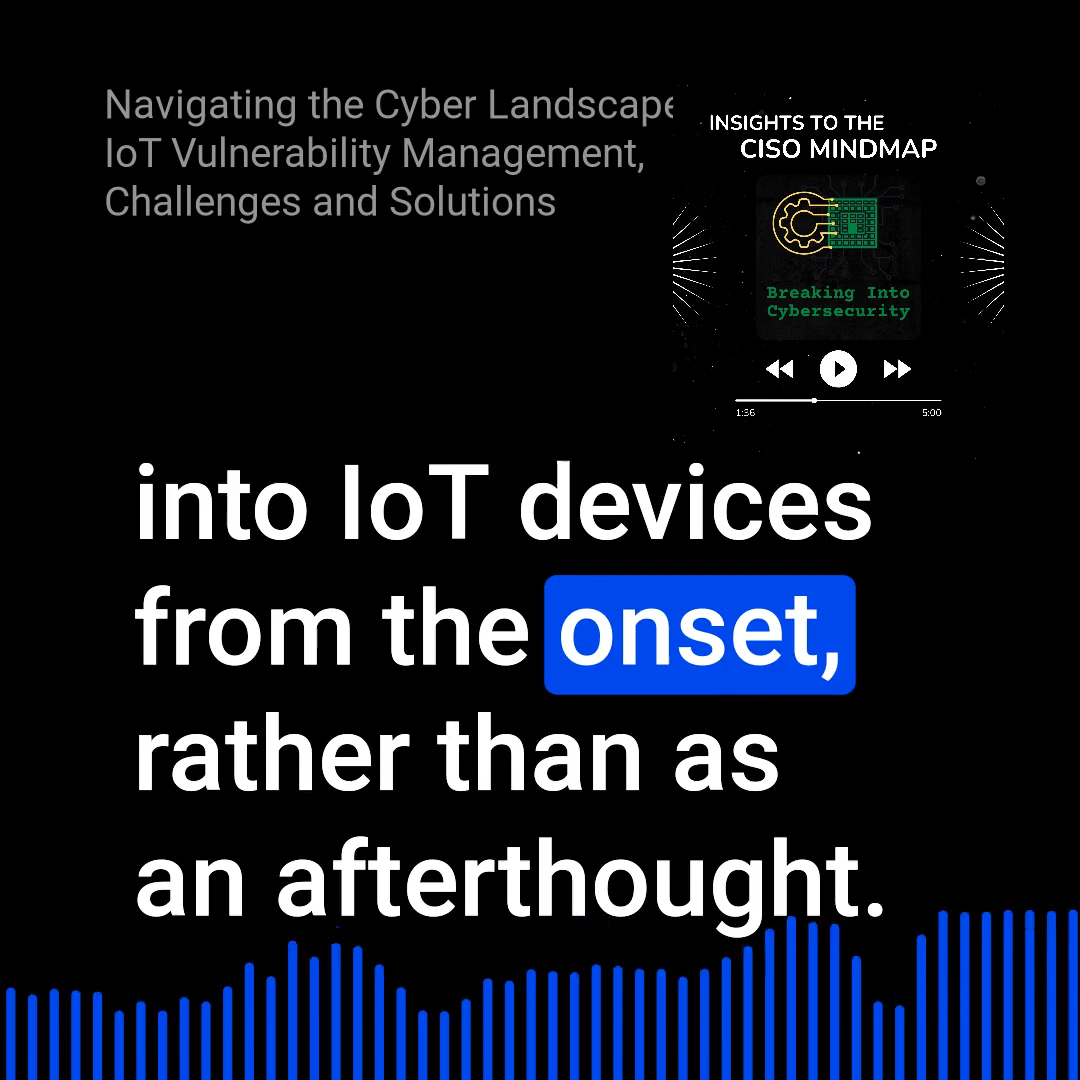 Navigating the Cyber Landscape
IoT Vulnerability Management,
Challenges and Solutions
INSIGHTS TO THE
CISO MINDMAP
Breaking Into
Cybersecurity
1:36
5:00
into IoT devices
from the onset,
rather than as
an afterthought.